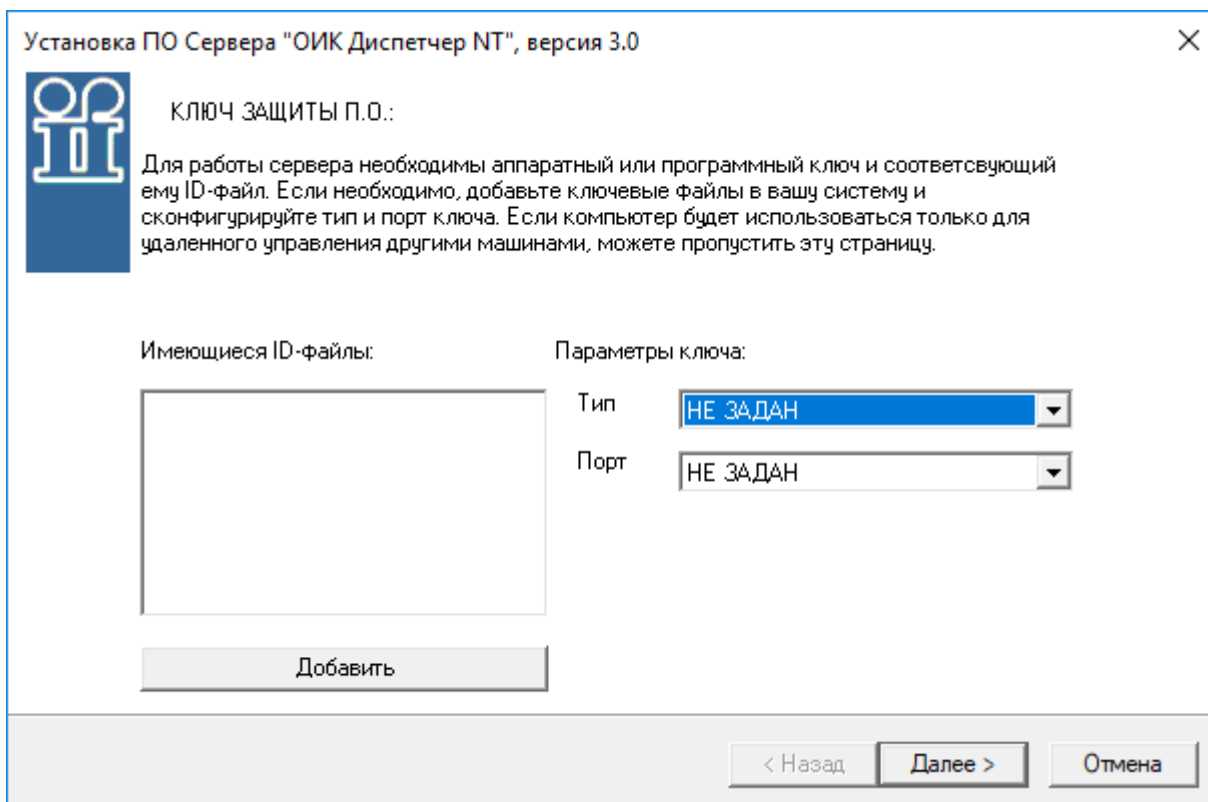 Установка ПО Сервера "ОИК Диспетчер NT", версия 3.0
КЛЮЧ ЗАЩИТЫ П.О.:
Для работы сервера необходимы аппаратный или программный ключ и соответсвующий
ему ID-файл. Если необходимо, добавьте ключевые файлы в вашу систему и
сконфигурируйте тип и порт ключа. Если компьютер будет использоваться только для
удаленного управления другими машинами, можете пропустить эту страницу.
Имеющиеся ID-файлы:
Параметры ключа:
Тип
НЕ ЗАДАН
Порт
НЕ ЗАДАН
Добавить
< Назад
Далее >
Отмена